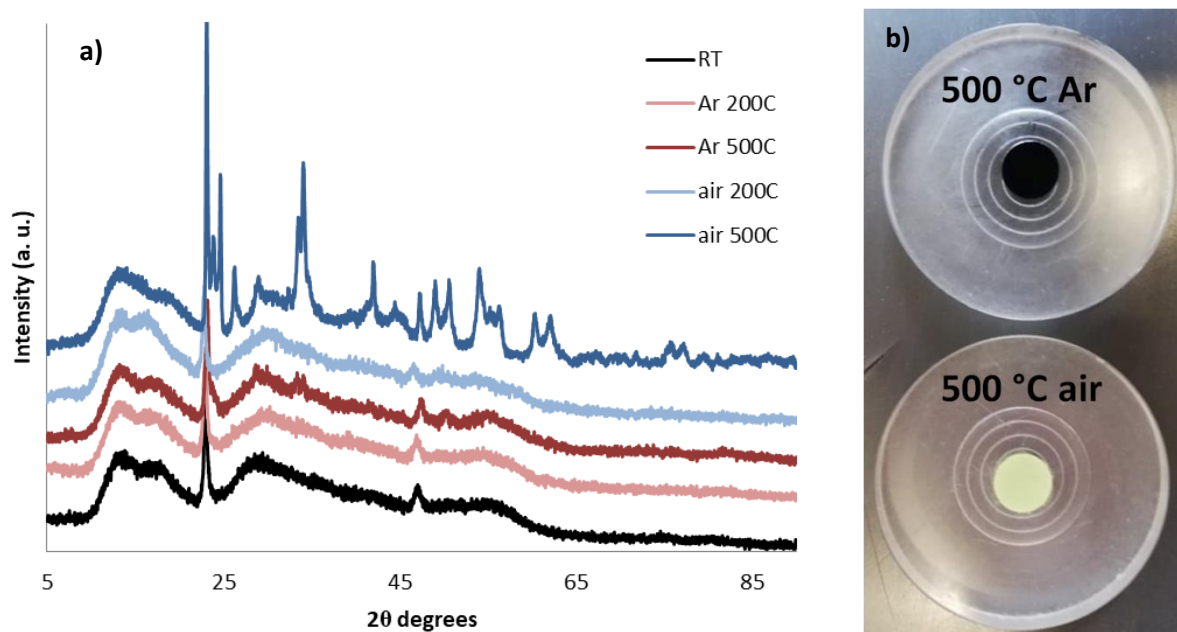 a)
RT
Ar 200C
Ar 500C
air 200C
air 500C
Intensity (a. u.)
5 25 45 65 85
2θ degrees
b)
500 °C Ar
500 °C air